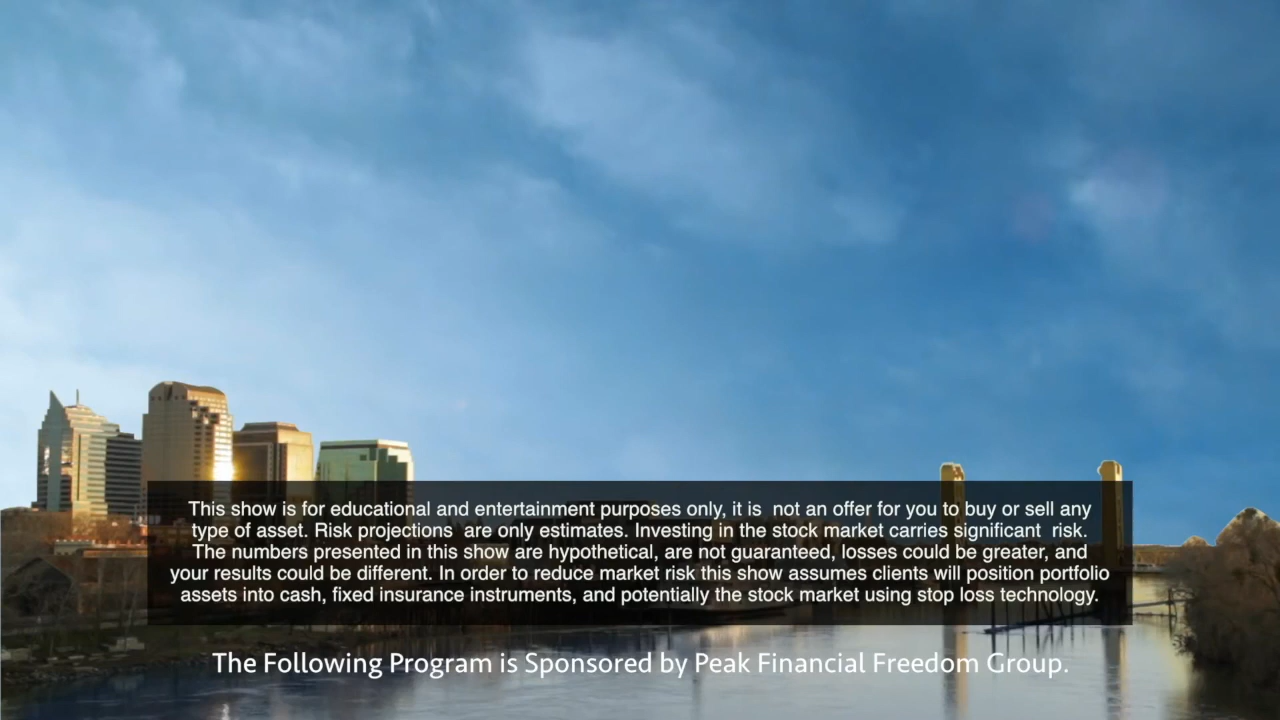 This show is for educational and entertainment purposes only, it is  not an offer for you to buy or sell any
type of asset. Risk projections  are only estimates. Investing in the stock market carries significant  risk.
The numbers presented in this show are hypothetical, are not guaranteed, losses could be greater, and
your results could be different. In order to reduce market risk this show assumes clients will position portfolio
assets into cash, fixed insurance instruments, and potentially the stock market using stop loss technology.
The Following Program is Sponsored by Peak Financial Freedom Group.